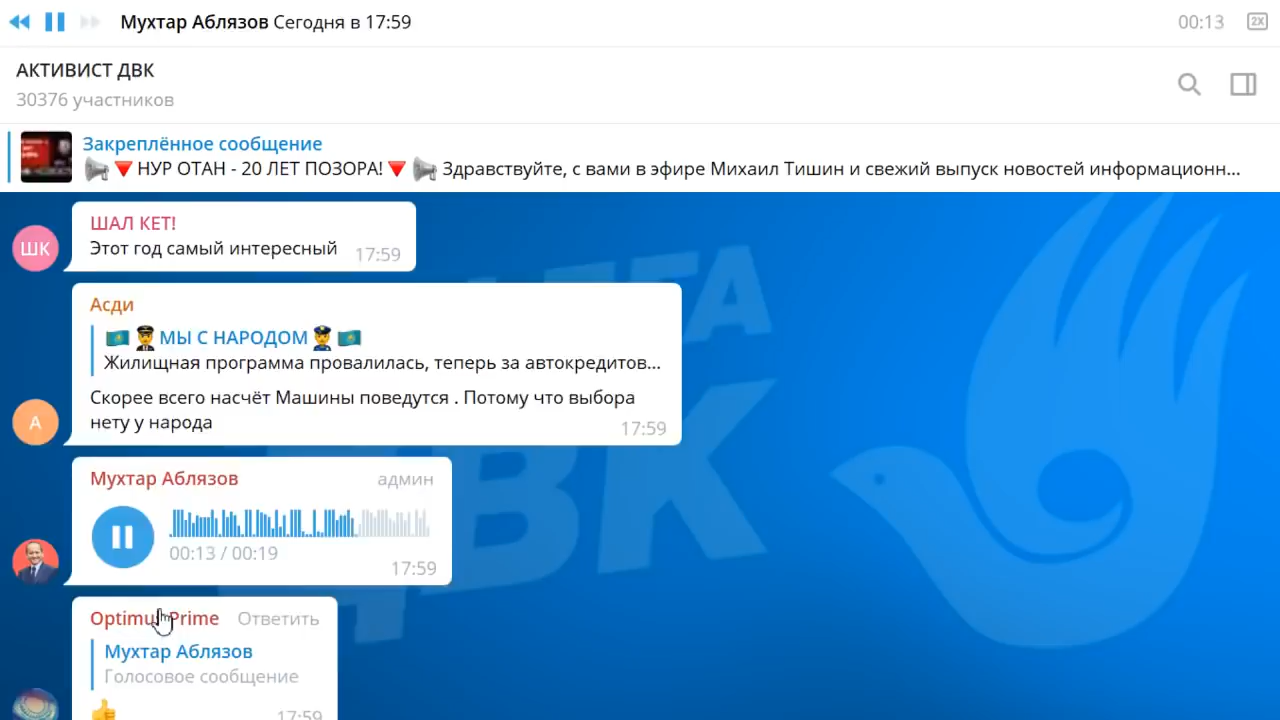 Мухтар Аблязов Сегодня в 17:59
00:13
2X
АКТИВИСТ ДВК
30376 участников
Закреплённое сообщение
НУР ОТАН - 20 ЛЕТ ПОЗОРА! Здравствуйте, с вами в эфире Михаил Тишин и свежий выпуск новостей информационн...
ШК
ШАЛ КЕТ!
Этот год самый интересный
17:59
Асди
МЫ С НАРОДОМ
Жилищная программа провалилась, теперь за автокредитов...
Скорее всего насчёт Машины поведутся . Потому что выбора
нету у народа
17:59
А
ДВК
Мухтар Аблязов
админ
00:13 / 00:19
17:59
Optimus Prime
Ответить
Мухтар Аблязов
Голосовое сообщение
17:59